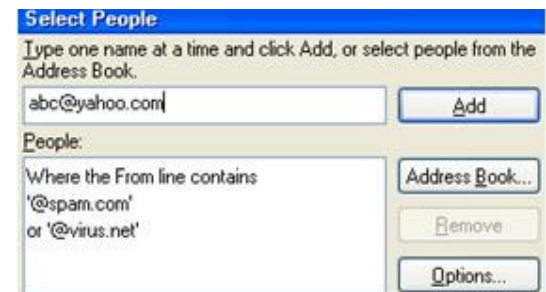 Select People
Type one name at a time and click Add, or select people from the
Address Book.
abc@yahoo.com
Add
People:
Where the From line contains
'@spam.com'
or '@virus.net'
Address Book...
Remove
Options...